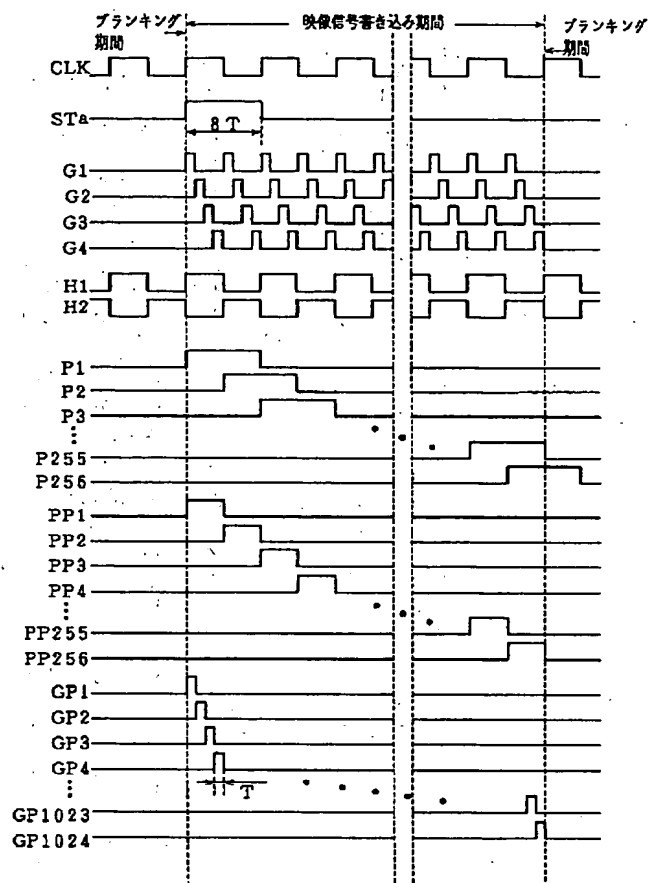 ブランキング
期間
映像信号書き込み期間
ブランキング
期間
CLK
STa
8T
G1
G2
G3
G4
H1
H2
P1
P2
P3
⋮
P255
P256
PP1
PP2
PP3
PP4
⋮
PP255
PP256
GP1
GP2
GP3
GP4
T
⋮
GP1023
GP1024